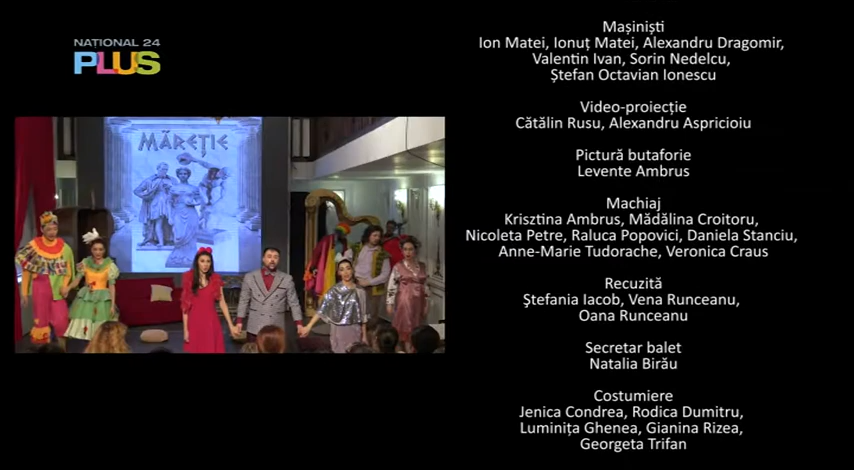 NAȚIONAL 24
PLUS
MĂREȚIE
Mașiniști
Ion Matei, Ionuț Matei, Alexandru Dragomir,
Valentin Ivan, Sorin Nedelcu,
Ștefan Octavian Ionescu
Video-proiecție
Cătălin Rusu, Alexandru Aspricioiu
Pictură butaforie
Levente Ambrus
Machiaj
Krisztina Ambrus, Mădălina Croitoru,
Nicoleta Petre, Raluca Popovici, Daniela Stanciu,
Anne-Marie Tudorache, Veronica Craus
Recuzită
Ştefania Iacob, Vena Runceanu,
Oana Runceanu
Secretar balet
Natalia Birău
Costumiere
Jenica Condrea, Rodica Dumitru,
Luminița Ghenea, Gianina Rizea,
Georgeta Trifan